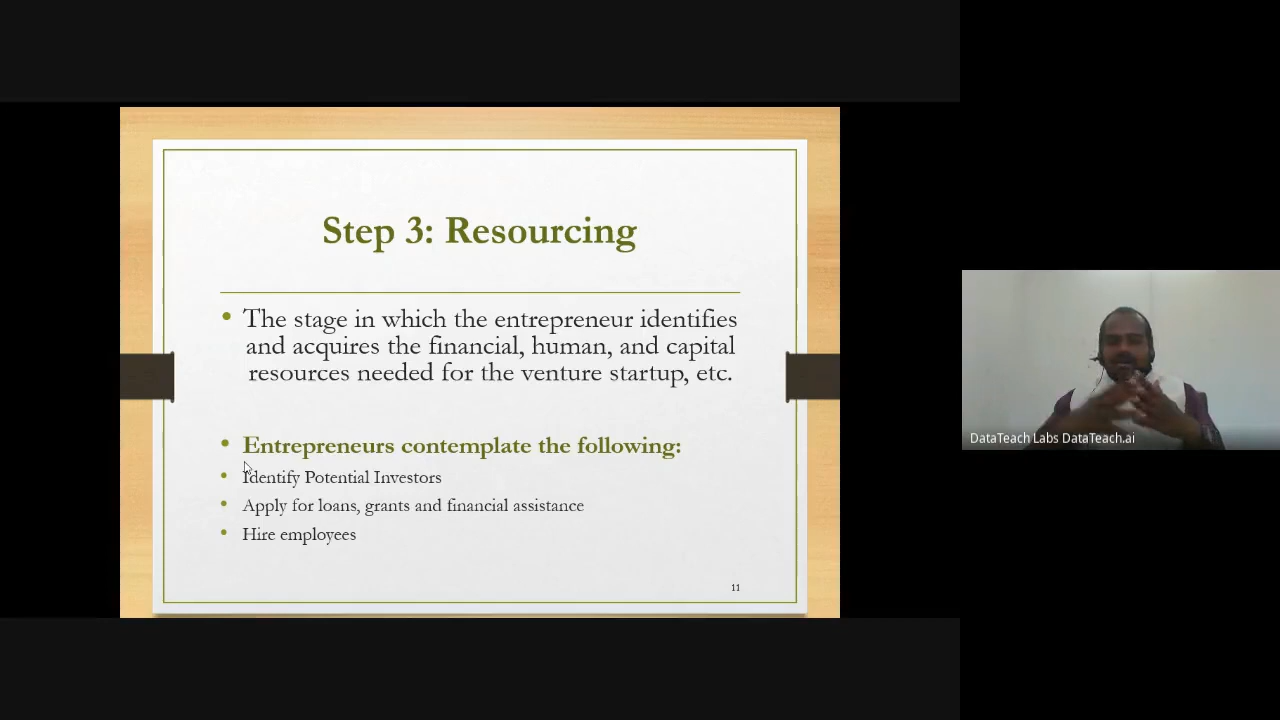 Step 3: Resourcing
• The stage in which the entrepreneur identifies
and acquires the financial, human, and capital
resources needed for the venture startup, etc.
• Entrepreneurs contemplate the following:
• Identify Potential Investors
• Apply for loans, grants and financial assistance
• Hire employees
11
DataTeach Labs DataTeach.ai